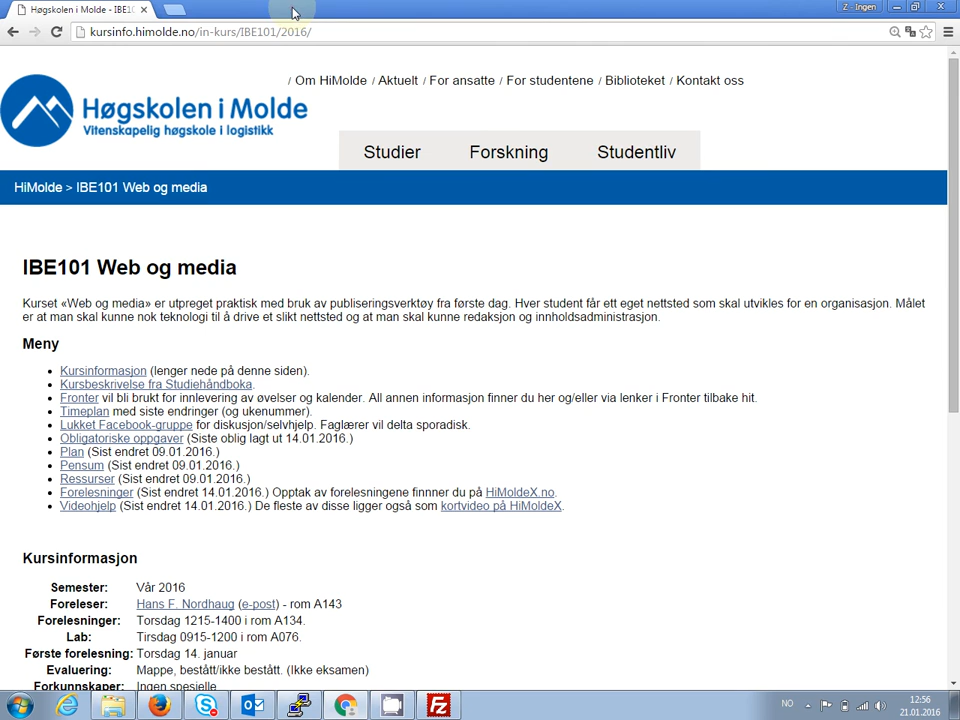 Høgskolen i Molde - IBE10
Z - Ingen
kursinfo.himolde.no/in-kurs/IBE101/2016/
/ Om HiMolde / Aktuelt / For ansatte / For studentene / Biblioteket / Kontakt oss
Høgskolen i Molde
Vitenskapelig høgskole i logistikk
Studier Forskning Studentliv
HiMolde > IBE101 Web og media
IBE101 Web og media
Kurset «Web og media» er utpreget praktisk med bruk av publiseringsverktøy fra første dag. Hver student får ett eget nettsted som skal utvikles for en organisasjon. Målet
er at man skal kunne nok teknologi til å drive et slikt nettsted og at man skal kunne redaksjon og innholdsadministrasjon.
Meny
Kursinformasjon (lenger nede på denne siden).
Kursbeskrivelse fra Studiehåndboka.
Fronter vil bli brukt for innlevering av øvelser og kalender. All annen informasjon finner du her og/eller via lenker i Fronter tilbake hit.
Timeplan med siste endringer (og ukenummer).
Lukket Facebook-gruppe for diskusjon/selvhjelp. Faglærer vil delta sporadisk.
Obligatoriske oppgaver (Siste oblig lagt ut 14.01.2016.)
Plan (Sist endret 09.01.2016.)
Pensum (Sist endret 09.01.2016.)
Ressurser (Sist endret 09.01.2016.)
Forelesninger (Sist endret 14.01.2016.) Opptak av forelesningene finnner du på HiMoldeX.no.
Videohjelp (Sist endret 14.01.2016.) De fleste av disse ligger også som kortvideo på HiMoldeX.
Kursinformasjon
Semester: Vår 2016
Foreleser: Hans F. Nordhaug (e-post) - rom A143
Forelesninger: Torsdag 1215-1400 i rom A134.
Lab: Tirsdag 0915-1200 i rom A076.
Første forelesning: Torsdag 14. januar
Evaluering: Mappe, bestått/ikke bestått. (Ikke eksamen)
Forkunnskaper: Ingen spesielle
NO
12:56
21.01.2016